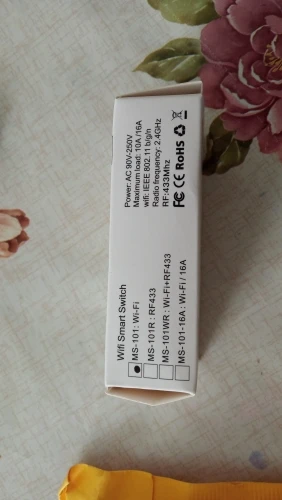 Wifi Smart Switch
MS-101: Wi-Fi
MS-101R : RF433
MS-101WR : Wi-Fi+RF433
MS-101-16A : Wi-Fi / 16A
Power: AC 90V-250V
Maximum load: 10A /16A
wifi: IEEE 802.11 b/g/n
Radio frequency: 2.4GHz
RF:433Mhz
FC CE RoHS